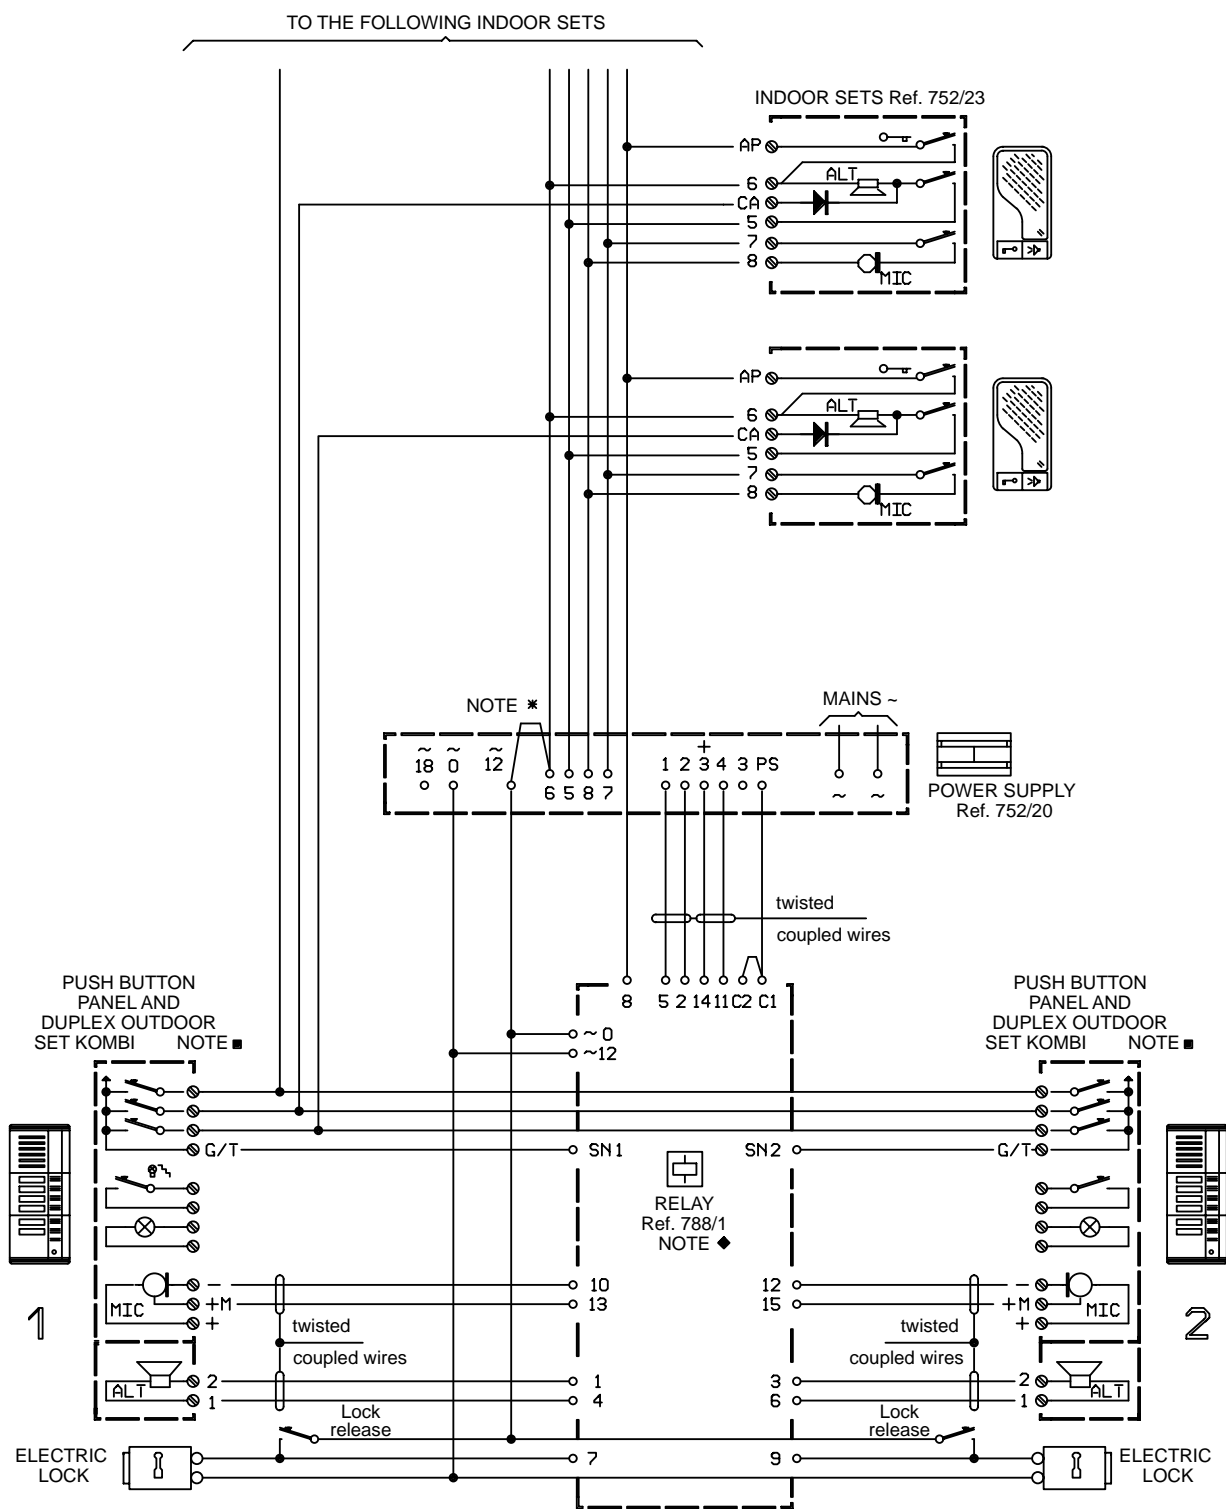 TO THE FOLLOWING INDOOR SETS
INDOOR SETS Ref. 752/23
AP
6
ALT
CA
5
7
8
MIC
AP
6
ALT
CA
5
7
8
MIC
NOTE ✱
MAINS ~
~ ~ ~ +
18 0 12 1 2 3 4 3 PS
6 5 8 7 ~ ~
POWER SUPPLY
Ref. 752/20
twisted
coupled wires
8 5 2 14 11 C2 C1
PUSH BUTTON
PANEL AND
DUPLEX OUTDOOR
SET KOMBI NOTE ■
PUSH BUTTON
PANEL AND
DUPLEX OUTDOOR
SET KOMBI NOTE ■
~ 0
~12
G/T SN1 SN2 G/T
RELAY
Ref. 788/1
NOTE ◆
− 10 12 −
MIC +M 13 15 +M MIC
+ +
1 2
twisted
coupled wires
twisted
coupled wires
ALT 2 1 3 2 ALT
1 4 6 1
Lock
release
Lock
release
ELECTRIC
LOCK
7 9
ELECTRIC
LOCK